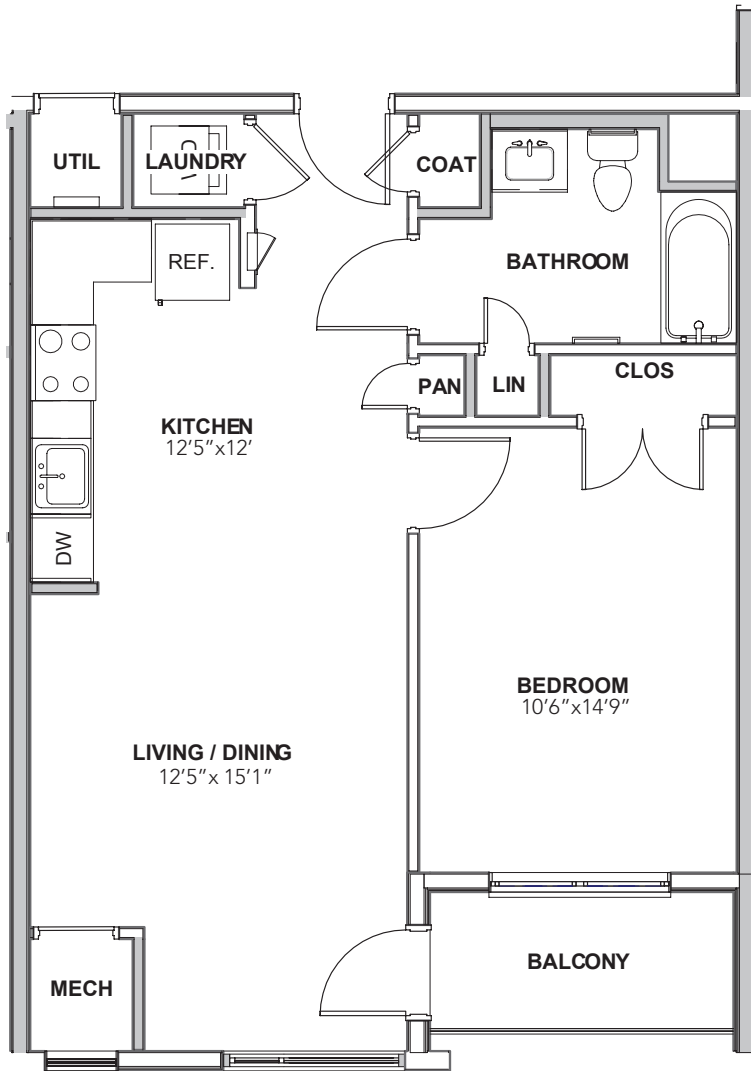 UTIL
LAUNDRY
COAT
REF.
BATHROOM
PAN
LIN
CLOS
KITCHEN
12'5"x12'
DW
BEDROOM
10'6"x14'9"
LIVING / DINING
12'5"x 15'1"
MECH
BALCONY